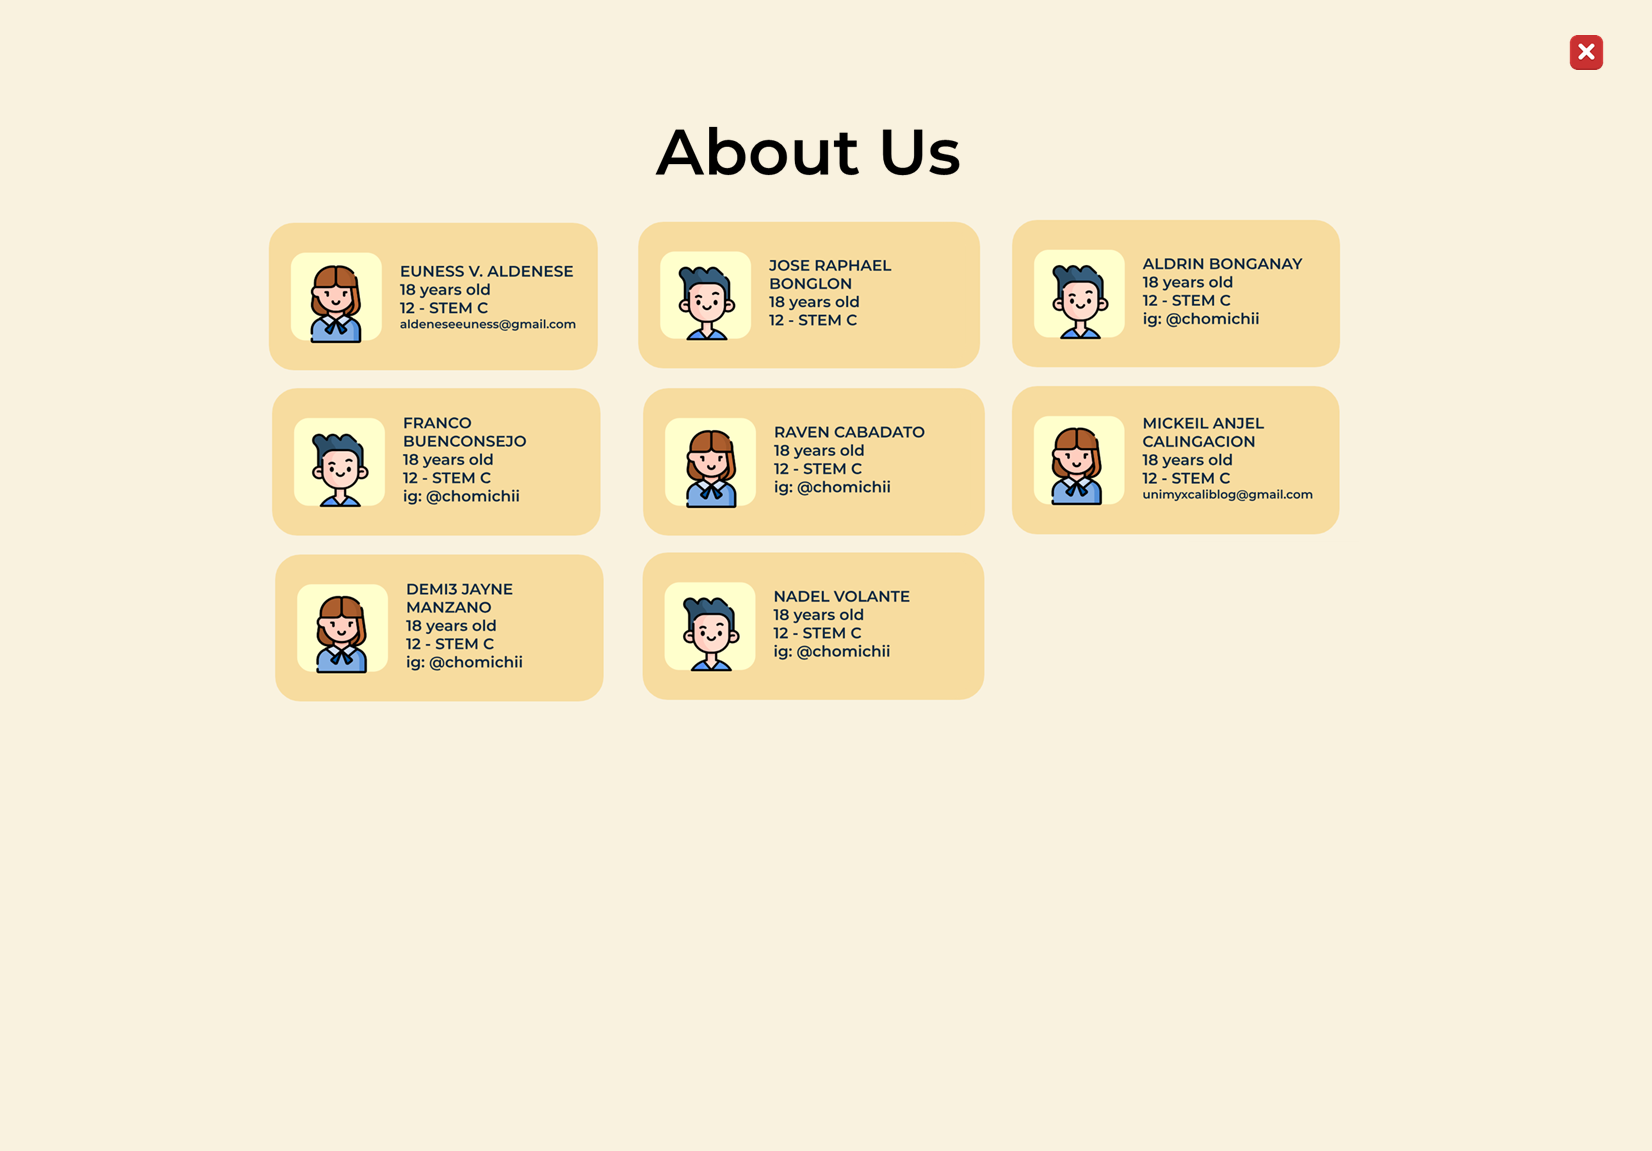 About Us
EUNESS V. ALDENESE
18 years old
12 - STEM C
aldeneseeuness@gmail.com
JOSE RAPHAEL
BONGLON
18 years old
12 - STEM C
ALDRIN BONGANAY
18 years old
12 - STEM C
ig: @chomichii
FRANCO
BUENCONSEJO
18 years old
12 - STEM C
ig: @chomichii
RAVEN CABADATO
18 years old
12 - STEM C
ig: @chomichii
MICKEIL ANJEL
CALINGACION
18 years old
12 - STEM C
unimyxcaliblog@gmail.com
DEMI3 JAYNE
MANZANO
18 years old
12 - STEM C
ig: @chomichii
NADEL VOLANTE
18 years old
12 - STEM C
ig: @chomichii